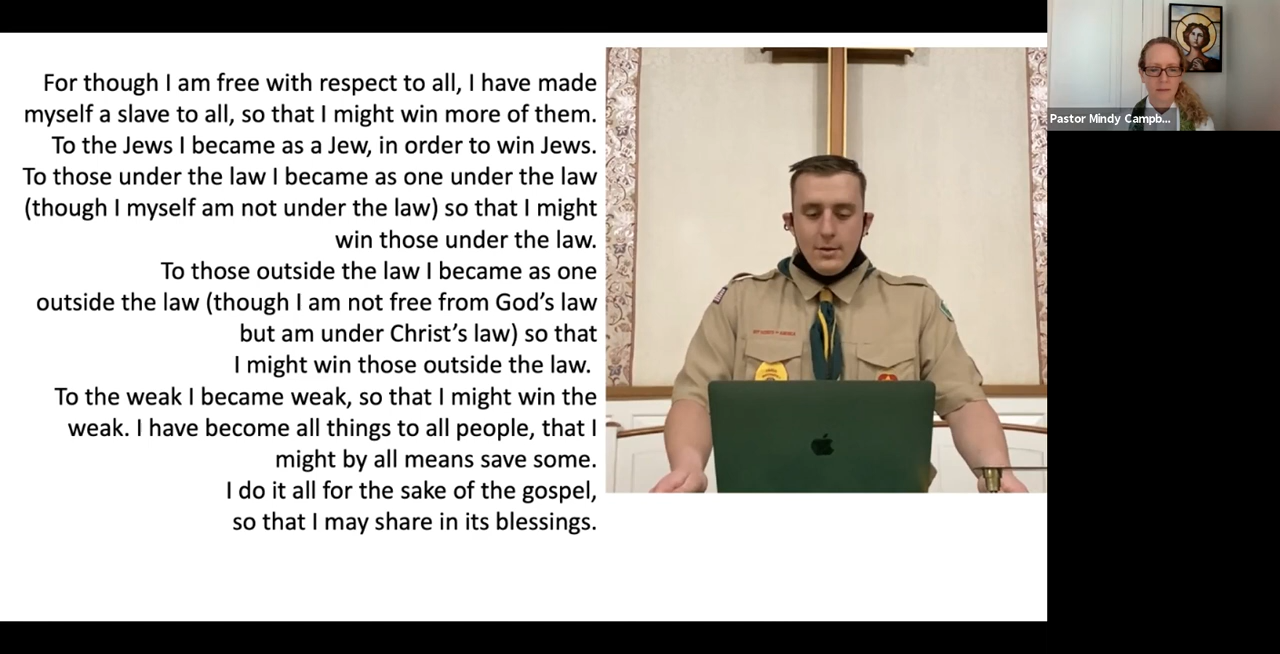 For though I am free with respect to all, I have made
myself a slave to all, so that I might win more of them.
To the Jews I became as a Jew, in order to win Jews.
To those under the law I became as one under the law
(though I myself am not under the law) so that I might
win those under the law.
To those outside the law I became as one
outside the law (though I am not free from God’s law
but am under Christ’s law) so that
I might win those outside the law.
To the weak I became weak, so that I might win the
weak. I have become all things to all people, that I
might by all means save some.
I do it all for the sake of the gospel,
so that I may share in its blessings.
Pastor Mindy Campb...